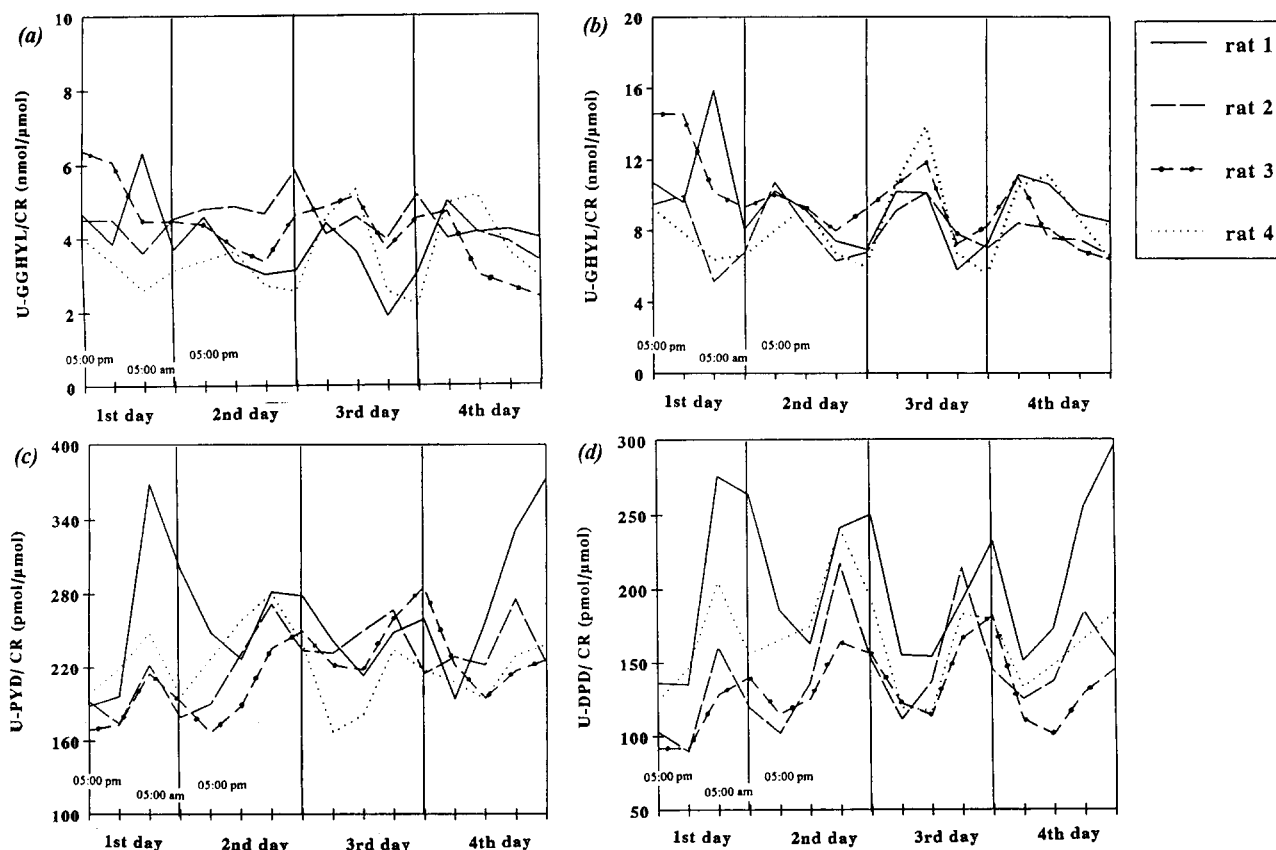 (a)
U-GGHYL/CR (nmol/µmol)
10
8
6
4
2
0
05:00 pm
05:00 am
05:00 pm
1st day
2nd day
3rd day
4th day
(b)
U-GHYL/CR (nmol/µmol)
20
16
12
8
4
0
05:00 pm
05:00 am
05:00 pm
1st day
2nd day
3rd day
4th day
rat 1
rat 2
rat 3
rat 4
(c)
U-PYD/ CR (pmol/µmol)
400
340
280
220
160
100
05:00 pm
05:00 am
05:00 pm
1st day
2nd day
3rd day
4th day
(d)
U-DPD/ CR (pmol/µmol)
300
250
200
150
100
50
05:00 pm
05:00 am
05:00 pm
1st day
2nd day
3rd day
4th day